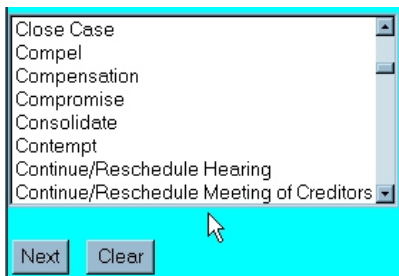 Close Case
Compel
Compensation
Compromise
Consolidate
Contempt
Continue/Reschedule Hearing
Continue/Reschedule Meeting of Creditors
Next Clear